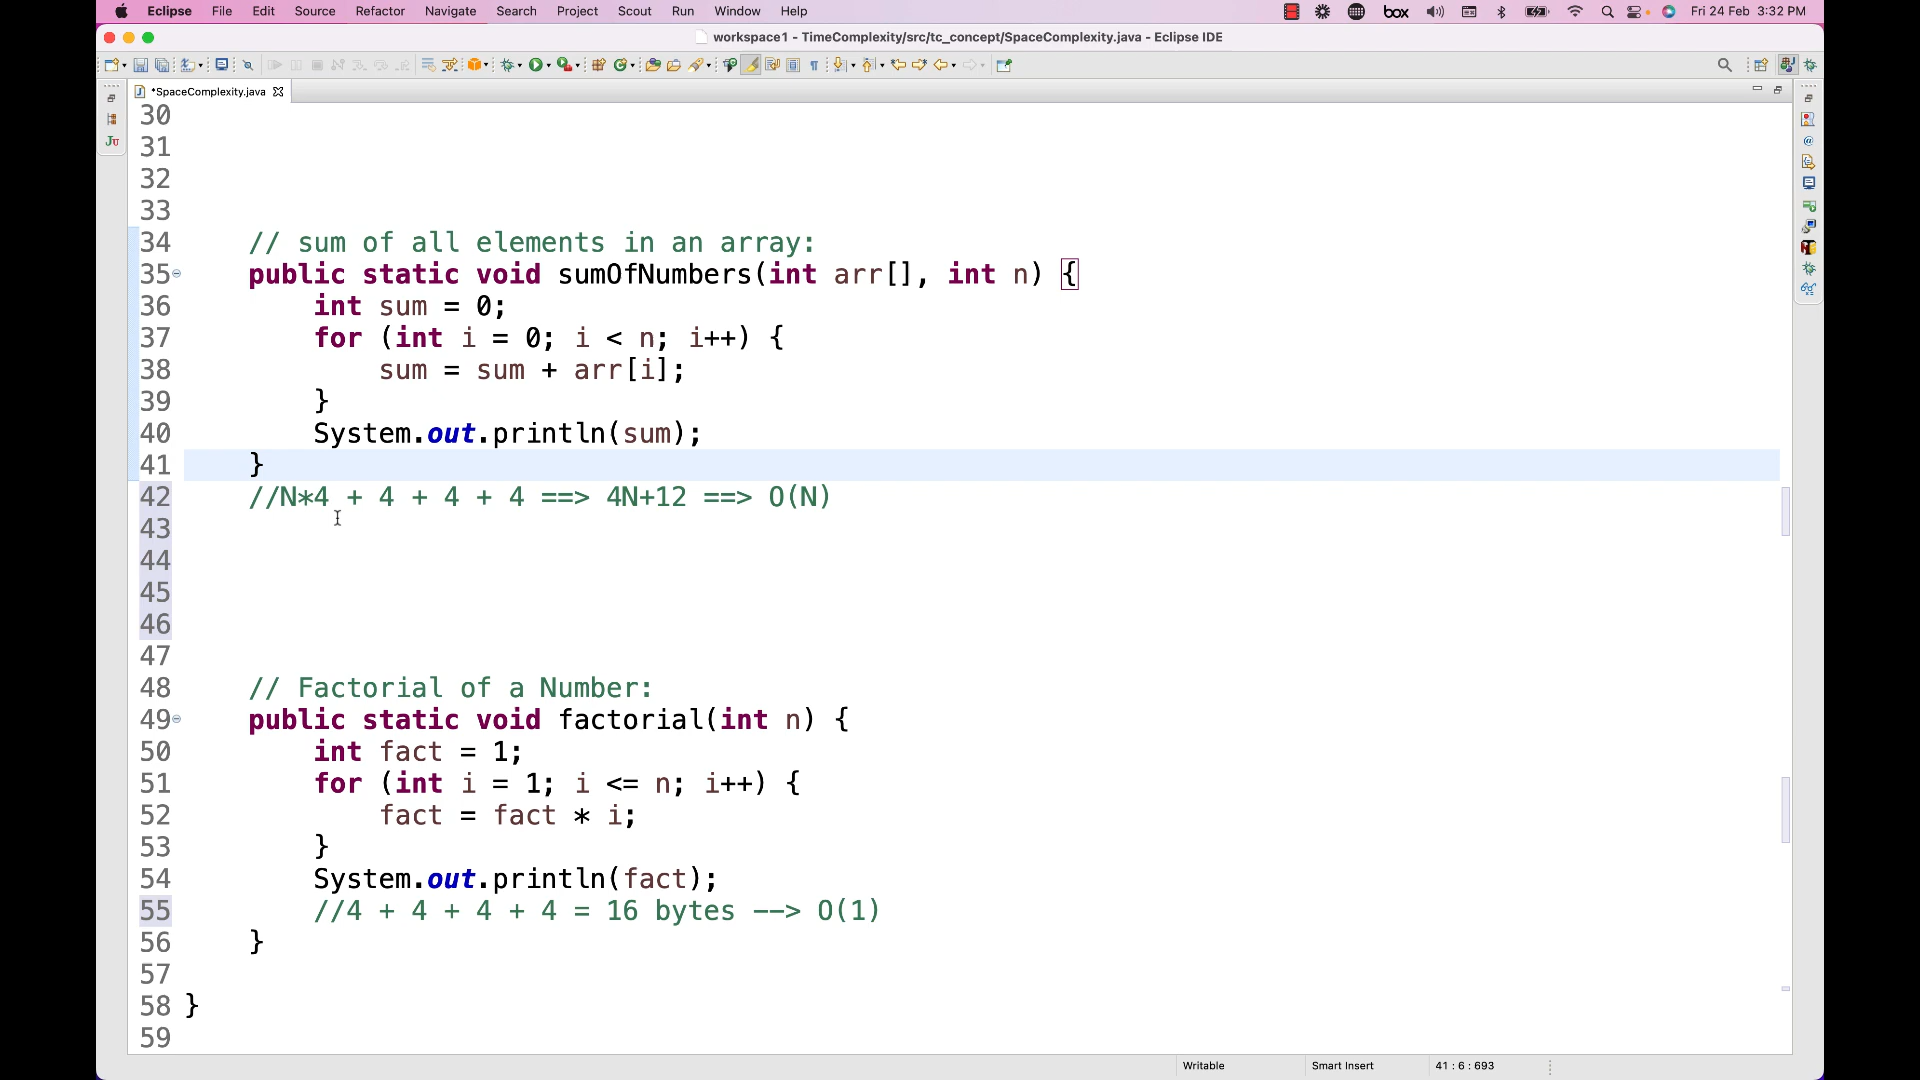 Eclipse File Edit Source Refactor Navigate Search Project Scout Run Window Help box Fri 24 Feb 3:32 PM
workspace1 - TimeComplexity/src/tc_concept/SpaceComplexity.java - Eclipse IDE
*SpaceComplexity.java
30
31
32
33
34 // sum of all elements in an array:
35 public static void sumOfNumbers(int arr[], int n) {
36 int sum = 0;
37 for (int i = 0; i < n; i++) {
38 sum = sum + arr[i];
39 }
40 System.out.println(sum);
41 }
42 //N*4 + 4 + 4 + 4 ==> 4N+12 ==> O(N)
43
44
45
46
47
48 // Factorial of a Number:
49 public static void factorial(int n) {
50 int fact = 1;
51 for (int i = 1; i <= n; i++) {
52 fact = fact * i;
53 }
54 System.out.println(fact);
55 //4 + 4 + 4 + 4 = 16 bytes --> O(1)
56 }
57
58 }
59
Writable Smart Insert 41 : 6 : 693